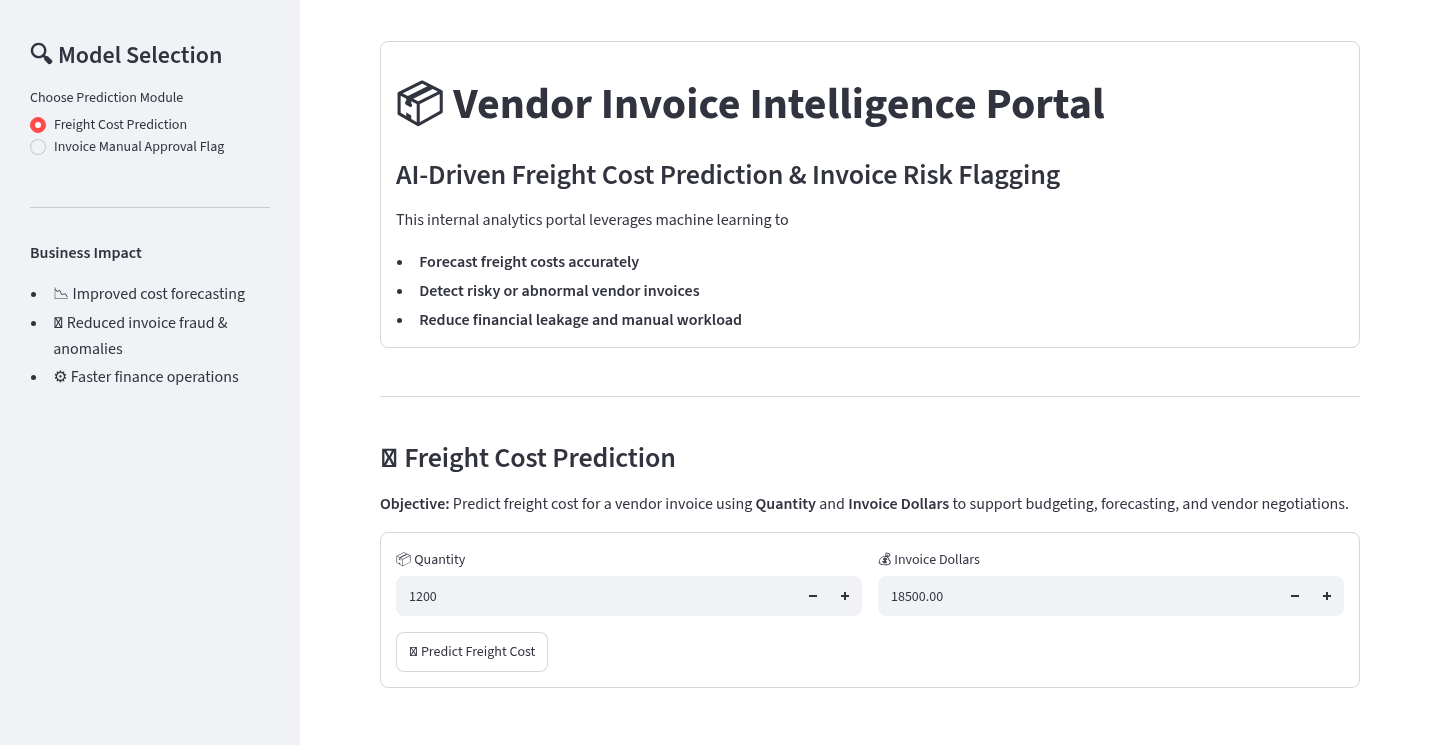 🔍 Model Selection
Choose Prediction Module
Freight Cost Prediction
Invoice Manual Approval Flag
Business Impact
• 📉 Improved cost forecasting
• Reduced invoice fraud &
anomalies
• ⚙ Faster finance operations
📦 Vendor Invoice Intelligence Portal
AI-Driven Freight Cost Prediction & Invoice Risk Flagging
This internal analytics portal leverages machine learning to
• Forecast freight costs accurately
• Detect risky or abnormal vendor invoices
• Reduce financial leakage and manual workload
Freight Cost Prediction
Objective: Predict freight cost for a vendor invoice using Quantity and Invoice Dollars to support budgeting, forecasting, and vendor negotiations.
📦 Quantity
1200
💰 Invoice Dollars
18500.00
Predict Freight Cost